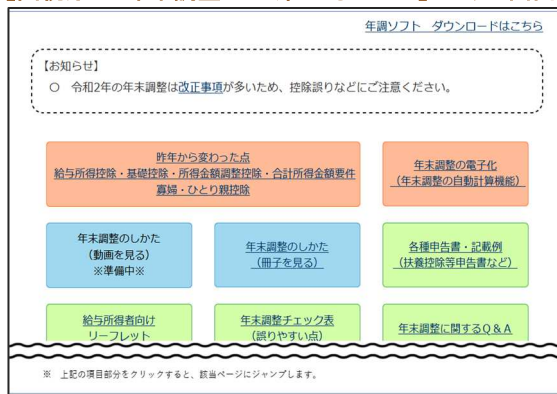 年調ソフト ダウンロードはこちら
【お知らせ】
○ 令和2年の年末調整は改正事項が多いため、控除誤りなどにご注意ください。
昨年から変わった点
給与所得控除・基礎控除・所得金額調整控除・合計所得金額要件
寡婦・ひとり親控除
年末調整の電子化
（年末調整の自動計算機能）
年末調整のしかた
（動画を見る）
※準備中※
年末調整のしかた
（冊子を見る）
各種申告書・記載例
（扶養控除等申告書など）
給与所得者向け
リーフレット
年末調整チェック表
（誤りやすい点）
年末調整に関するＱ＆Ａ
※ 上記の項目部分をクリックすると、該当ページにジャンプします。